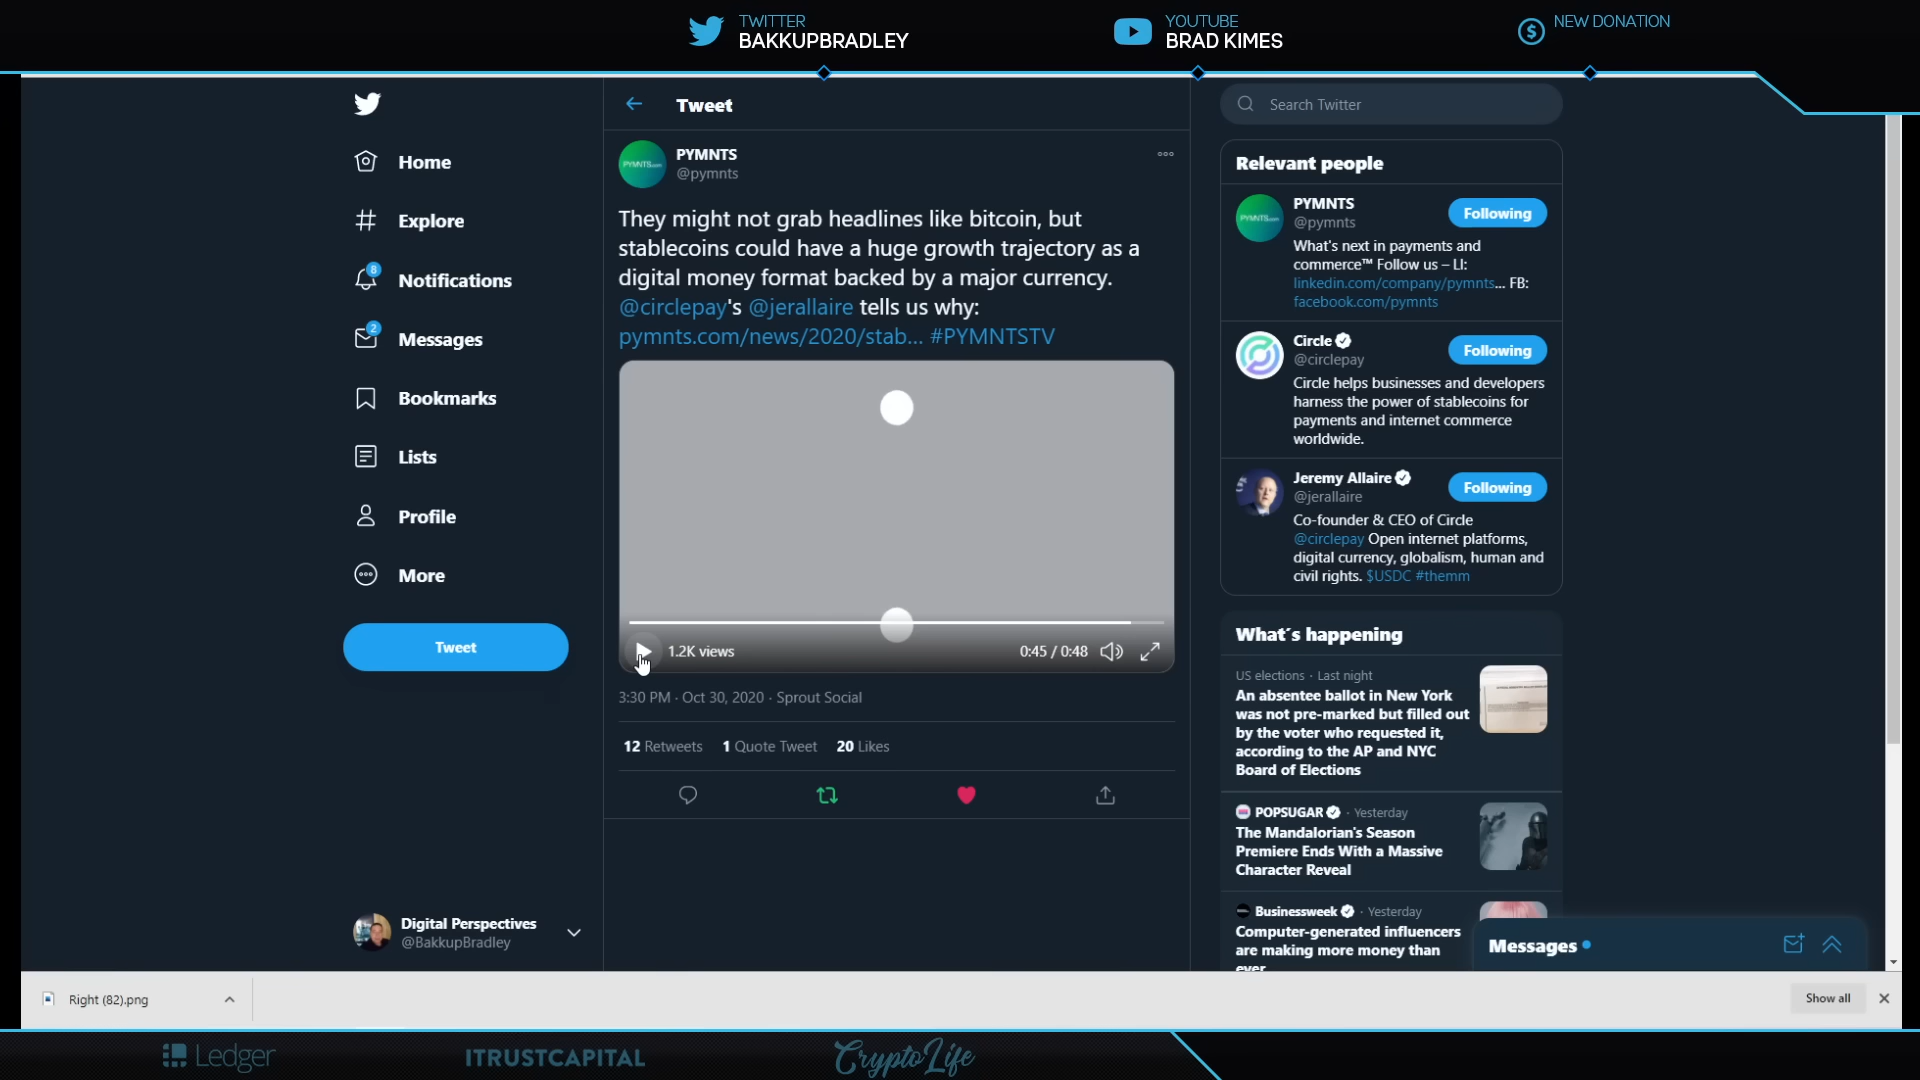 TWITTER
BAKKUPBRADLEY
YOUTUBE
BRAD KIMES
$
NEW DONATION
Home
Explore
8
Notifications
2
Messages
Bookmarks
Lists
Profile
More
Tweet
Digital Perspectives
@BakkupBradley
Tweet
PYMNTS.com
PYMNTS
@pymnts
They might not grab headlines like bitcoin, but
stablecoins could have a huge growth trajectory as a
digital money format backed by a major currency.
@circlepay's @jerallaire tells us why:
pymnts.com/news/2020/stab... #PYMNTSTV
1.2K views
0:45 / 0:48
3:30 PM · Oct 30, 2020 · Sprout Social
12 Retweets 1 Quote Tweet 20 Likes
Search Twitter
Relevant people
PYMNTS.com
PYMNTS
@pymnts
Following
What's next in payments and
commerce™ Follow us – LI:
linkedin.com/company/pymnts... FB:
facebook.com/pymnts
Circle
@circlepay
Following
Circle helps businesses and developers
harness the power of stablecoins for
payments and internet commerce
worldwide.
Jeremy Allaire
@jerallaire
Following
Co-founder & CEO of Circle
@circlepay Open internet platforms,
digital currency, globalism, human and
civil rights. $USDC #themm
What's happening
US elections · Last night
An absentee ballot in New York
was not pre-marked but filled out
by the voter who requested it,
according to the AP and NYC
Board of Elections
POPSUGAR · Yesterday
The Mandalorian's Season
Premiere Ends With a Massive
Character Reveal
Businessweek · Yesterday
Computer-generated influencers
are making more money than
ever
Messages
Right (82).png
Show all
Ledger
ITRUSTCAPITAL
CryptoLife